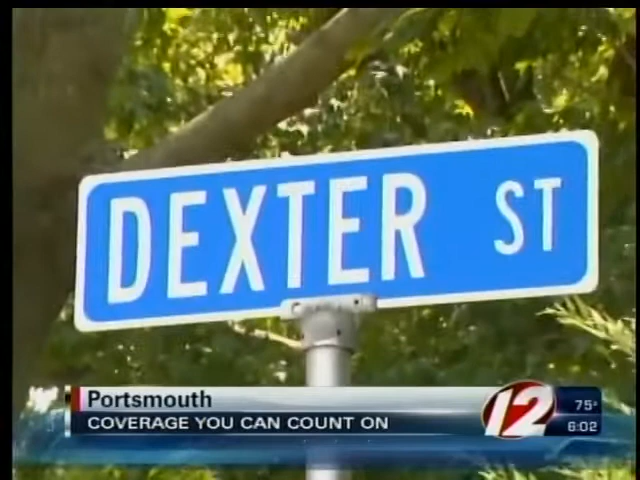 DEXTER ST
Portsmouth
COVERAGE YOU CAN COUNT ON
12
75°
6:02